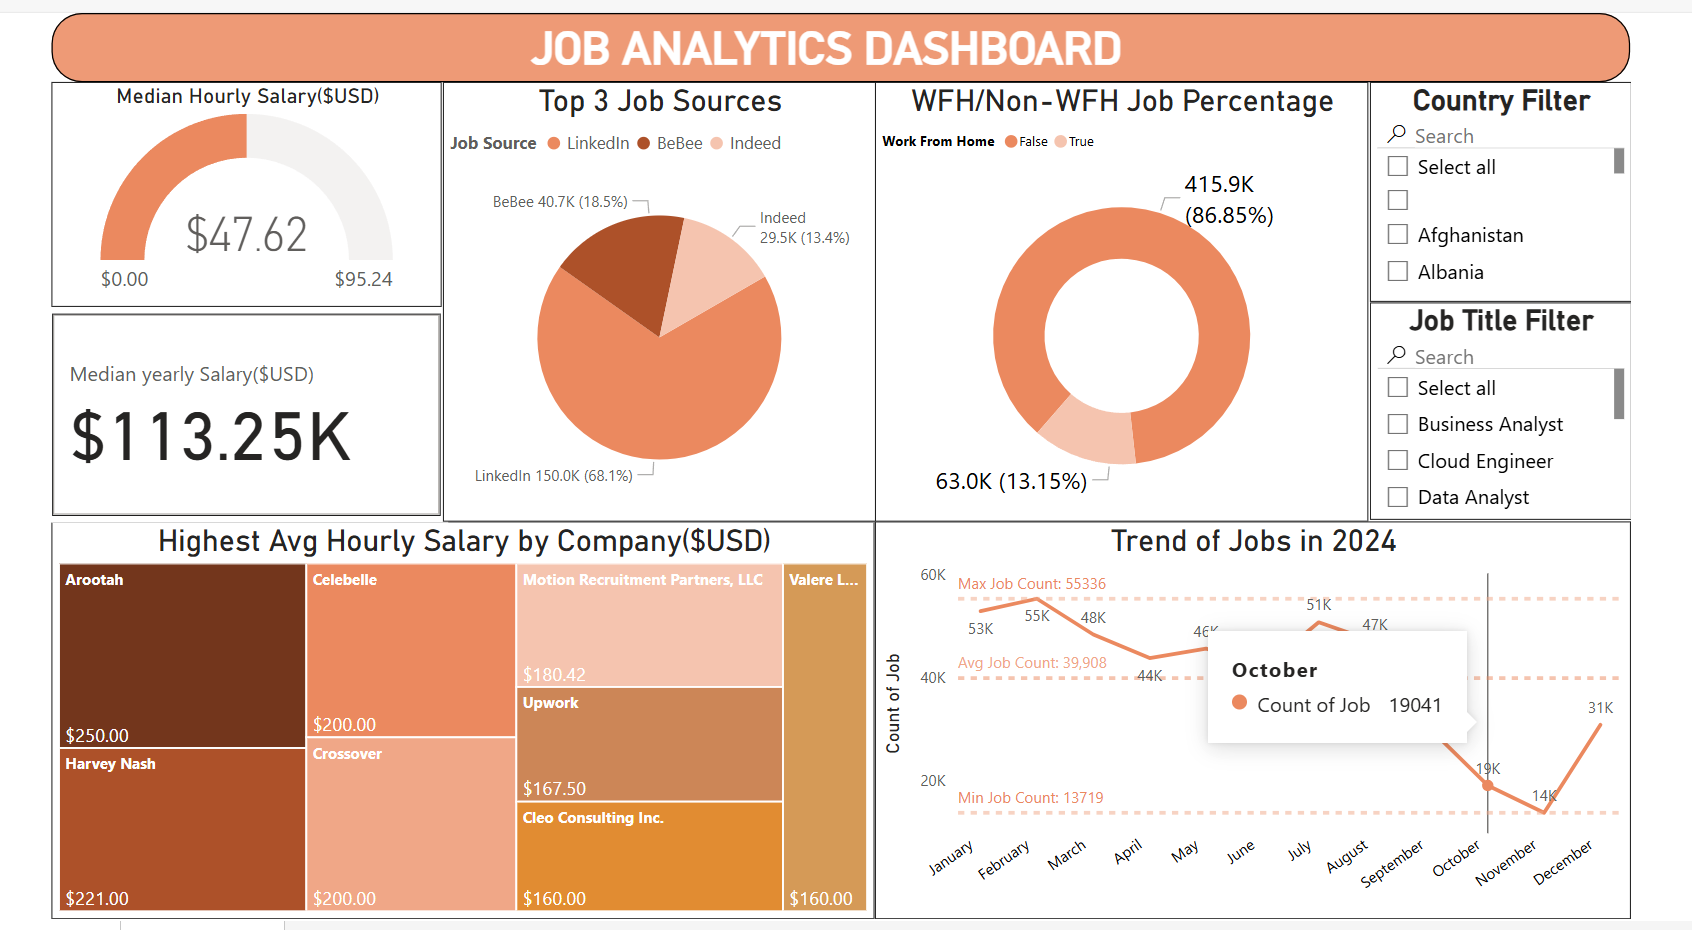 JOB ANALYTICS DASHBOARD
Median Hourly Salary($USD)
$47.62
$0.00
$95.24
Median yearly Salary($USD)
$113.25K
Top 3 Job Sources
Job Source LinkedIn BeBee Indeed
BeBee 40.7K (18.5%)
Indeed
29.5K (13.4%)
LinkedIn 150.0K (68.1%)
WFH/Non-WFH Job Percentage
Work From Home False True
415.9K
(86.85%)
63.0K (13.15%)
Country Filter
Search
Select all
Afghanistan
Albania
Job Title Filter
Search
Select all
Business Analyst
Cloud Engineer
Data Analyst
Highest Avg Hourly Salary by Company($USD)
Arootah
$250.00
Harvey Nash
$221.00
Celebelle
$200.00
Crossover
$200.00
Motion Recruitment Partners, LLC
$180.42
Upwork
$167.50
Cleo Consulting Inc.
$160.00
Valere L...
$160.00
Trend of Jobs in 2024
Count of Job
60K
40K
20K
Max Job Count: 55336
Avg Job Count: 39,908
Min Job Count: 13719
53K
55K
48K
44K
46K
51K
47K
19K
14K
31K
October
Count of Job 19041
January
February
March
April
May
June
July
August
September
October
November
December